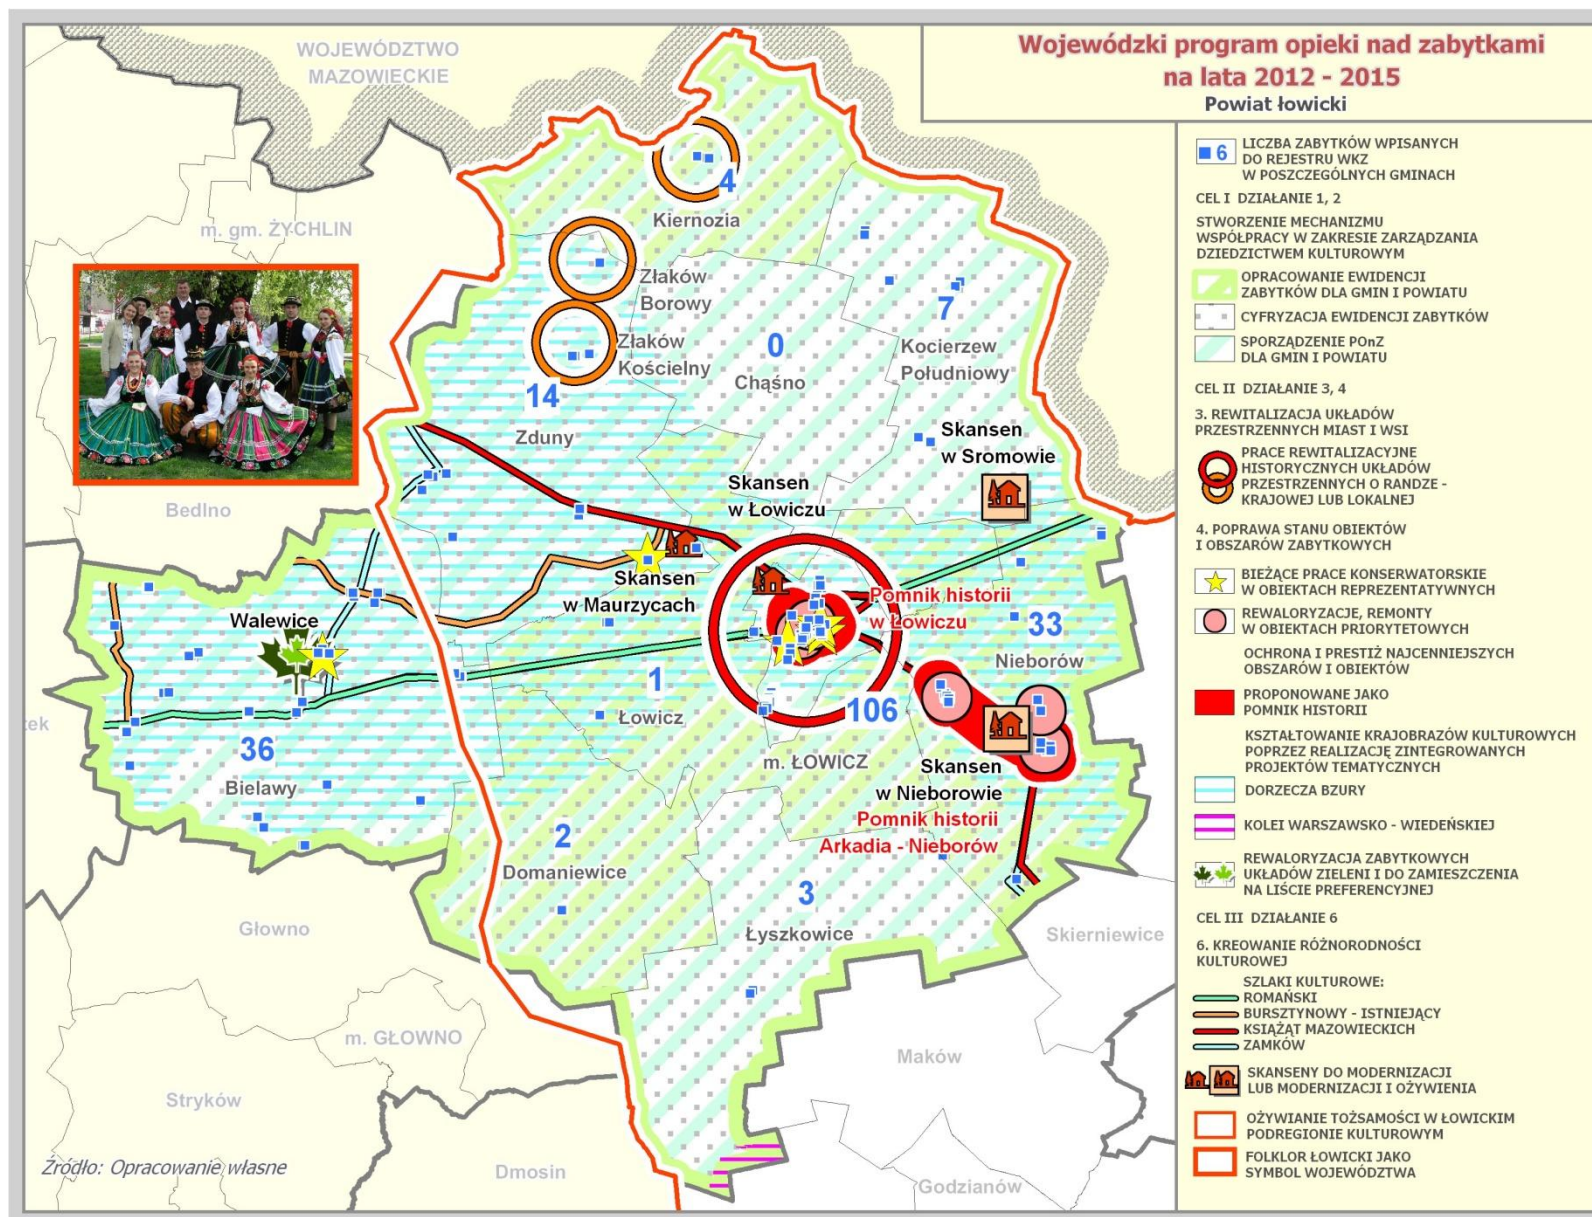 Wojewódzki program opieki nad zabytkami
na lata 2012 - 2015
Powiat łowicki
WOJEWÓDZTWO
MAZOWIECKIE
m. gm. ŻYCHLIN
4
Kiernozia
Złaków
Borowy
Złaków
Kościelny
14
Zduny
0
Chąśno
7
Kocierzew
Południowy
Skansen
w Sromowie
Skansen
w Łowiczu
Bedlno
Skansen
w Maurzycach
Pomnik historii
w Łowiczu
Walewice
33
Nieborów
1
Łowicz
106
m. ŁOWICZ
36
Bielawy
Skansen
w Nieborowie
Pomnik historii
Arkadia - Nieborów
2
Domaniewice
3
Łyszkowice
Głowno
Skierniewice
m. GŁOWNO
Maków
Stryków
Dmosin
Godzianów
Źródło: Opracowanie własne
6
LICZBA ZABYTKÓW WPISANYCH
DO REJESTRU WKZ
W POSZCZEGÓLNYCH GMINACH
CEL I DZIAŁANIE 1, 2
STWORZENIE MECHANIZMU
WSPÓŁPRACY W ZAKRESIE ZARZĄDZANIA
DZIEDZICTWEM KULTUROWYM
OPRACOWANIE EWIDENCJI
ZABYTKÓW DLA GMIN I POWIATU
CYFRYZACJA EWIDENCJI ZABYTKÓW
SPORZĄDZENIE POnZ
DLA GMIN I POWIATU
CEL II DZIAŁANIE 3, 4
3. REWITALIZACJA UKŁADÓW
PRZESTRZENNYCH MIAST I WSI
PRACE REWITALIZACYJNE
HISTORYCZNYCH UKŁADÓW
PRZESTRZENNYCH O RANDZE -
KRAJOWEJ LUB LOKALNEJ
4. POPRAWA STANU OBIEKTÓW
I OBSZARÓW ZABYTKOWYCH
BIEŻĄCE PRACE KONSERWATORSKIE
W OBIEKTACH REPREZENTATYWNYCH
REWALORYZACJE, REMONTY
W OBIEKTACH PRIORYTETOWYCH
OCHRONA I PRESTIŻ NAJCENNIEJSZYCH
OBSZARÓW I OBIEKTÓW
PROPONOWANE JAKO
POMNIK HISTORII
KSZTAŁTOWANIE KRAJOBRAZÓW KULTUROWYCH
POPRZEZ REALIZACJĘ ZINTEGROWANYCH
PROJEKTÓW TEMATYCZNYCH
DORZECZA BZURY
KOLEI WARSZAWSKO - WIEDEŃSKIEJ
REWALORYZACJA ZABYTKOWYCH
UKŁADÓW ZIELENI I DO ZAMIESZCZENIA
NA LIŚCIE PREFERENCYJNEJ
CEL III DZIAŁANIE 6
6. KREOWANIE RÓŻNORODNOŚCI
KULTUROWEJ
SZLAKI KULTUROWE:
ROMAŃSKI
BURSZTYNOWY - ISTNIEJĄCY
KSIĄŻĄT MAZOWIECKICH
ZAMKÓW
SKANSENY DO MODERNIZACJI
LUB MODERNIZACJI I OŻYWIENIA
OŻYWIANIE TOŻSAMOŚCI W ŁOWICKIM
PODREGIONIE KULTUROWYM
FOLKLOR ŁOWICKI JAKO
SYMBOL WOJEWÓDZTWA